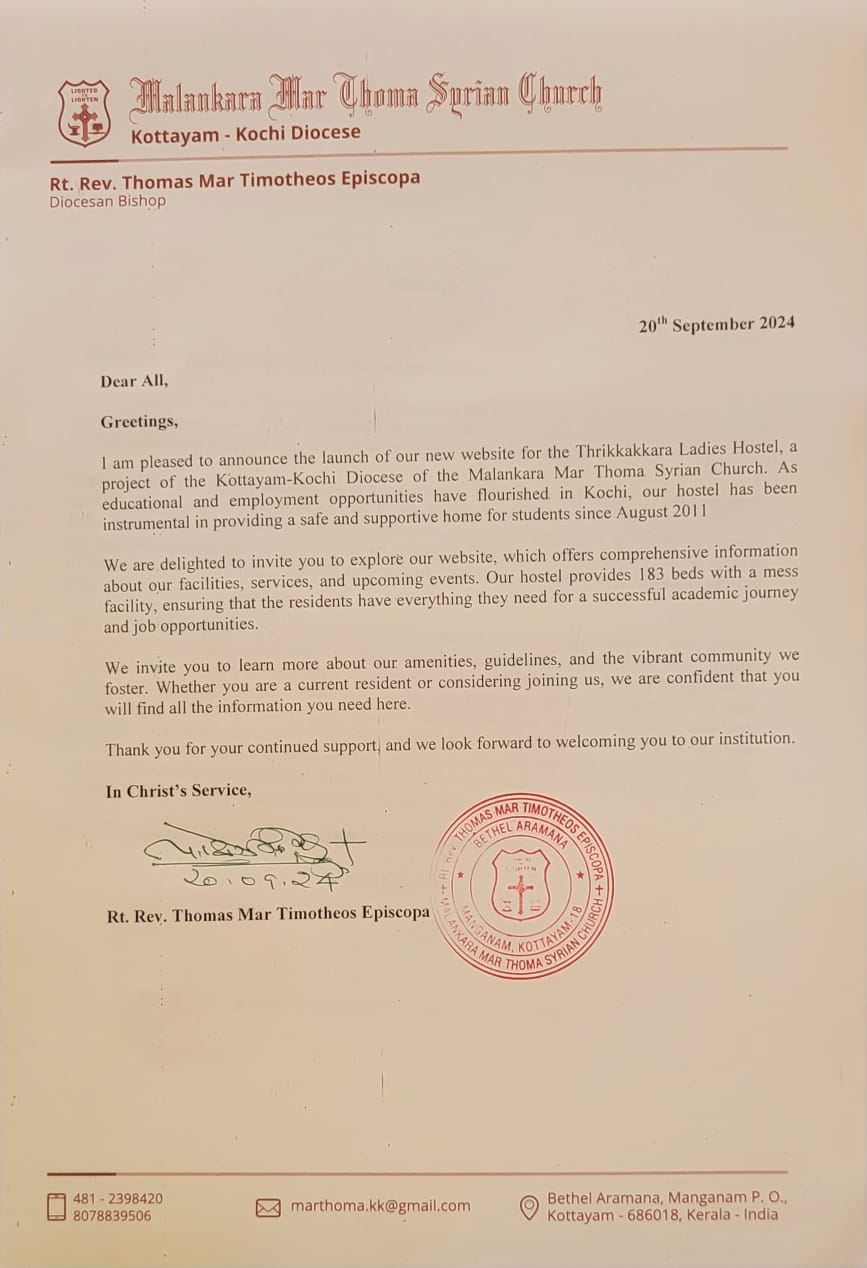 LIGHTED
TO
LIGHTEN
Malankara Mar Thoma Syrian Church
Kottayam - Kochi Diocese
Rt. Rev. Thomas Mar Timotheos Episcopa
Diocesan Bishop
20th September 2024
Dear All,
Greetings,
I am pleased to announce the launch of our new website for the Thrikkakkara Ladies Hostel, a
project of the Kottayam-Kochi Diocese of the Malankara Mar Thoma Syrian Church. As
educational and employment opportunities have flourished in Kochi, our hostel has been
instrumental in providing a safe and supportive home for students since August 2011
We are delighted to invite you to explore our website, which offers comprehensive information
about our facilities, services, and upcoming events. Our hostel provides 183 beds with a mess
facility, ensuring that the residents have everything they need for a successful academic journey
and job opportunities.
We invite you to learn more about our amenities, guidelines, and the vibrant community we
foster. Whether you are a current resident or considering joining us, we are confident that you
will find all the information you need here.
Thank you for your continued support, and we look forward to welcoming you to our institution.
In Christ's Service,
20.09.24
Rt. Rev. Thomas Mar Timotheos Episcopa
RT. REV. THOMAS MAR TIMOTHEOS EPISCOPA
BETHEL ARAMANA
MANGANAM, KOTTAYAM-18
MALANKARA MAR THOMA SYRIAN CHURCH
481 - 2398420
8078839506
marthoma.kk@gmail.com
Bethel Aramana, Manganam P. O.,
Kottayam - 686018, Kerala - India